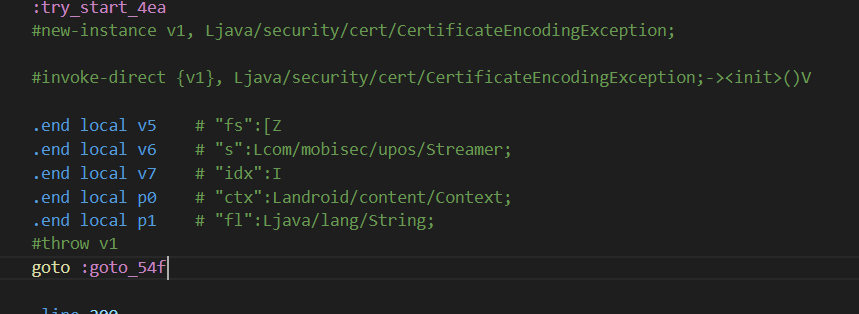 :try_start_4ea
#new-instance v1, Ljava/security/cert/CertificateEncodingException;
#invoke-direct {v1}, Ljava/security/cert/CertificateEncodingException;-><init>()V
.end local v5    # "fs":[Z
.end local v6    # "s":Lcom/mobisec/upos/Streamer;
.end local v7    # "idx":I
.end local p0    # "ctx":Landroid/content/Context;
.end local p1    # "fl":Ljava/lang/String;
#throw v1
goto :goto_54f